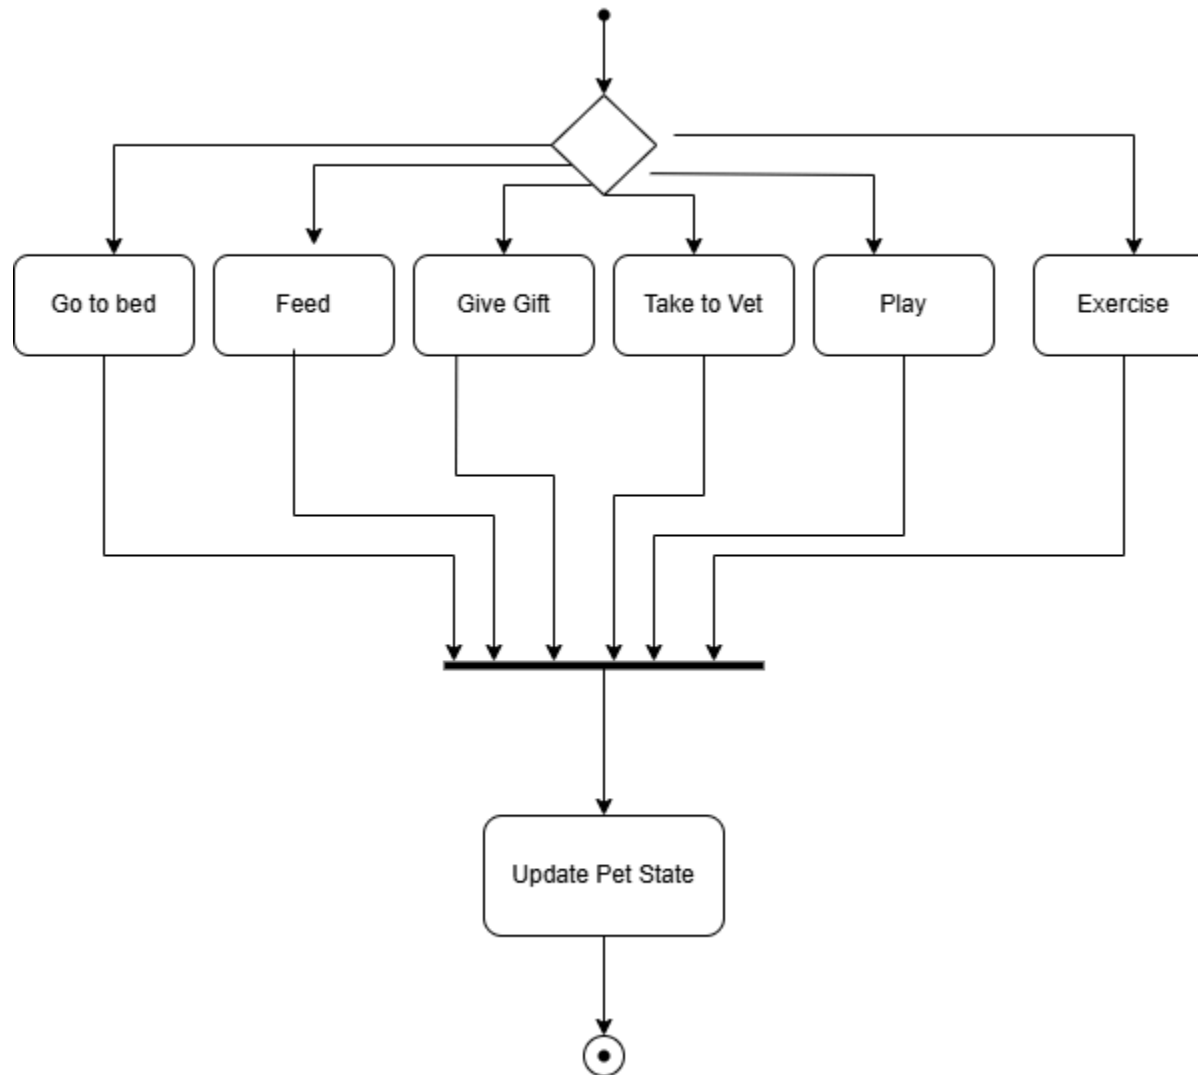 Go to bed
Feed
Give Gift
Take to Vet
Play
Exercise
Update Pet State